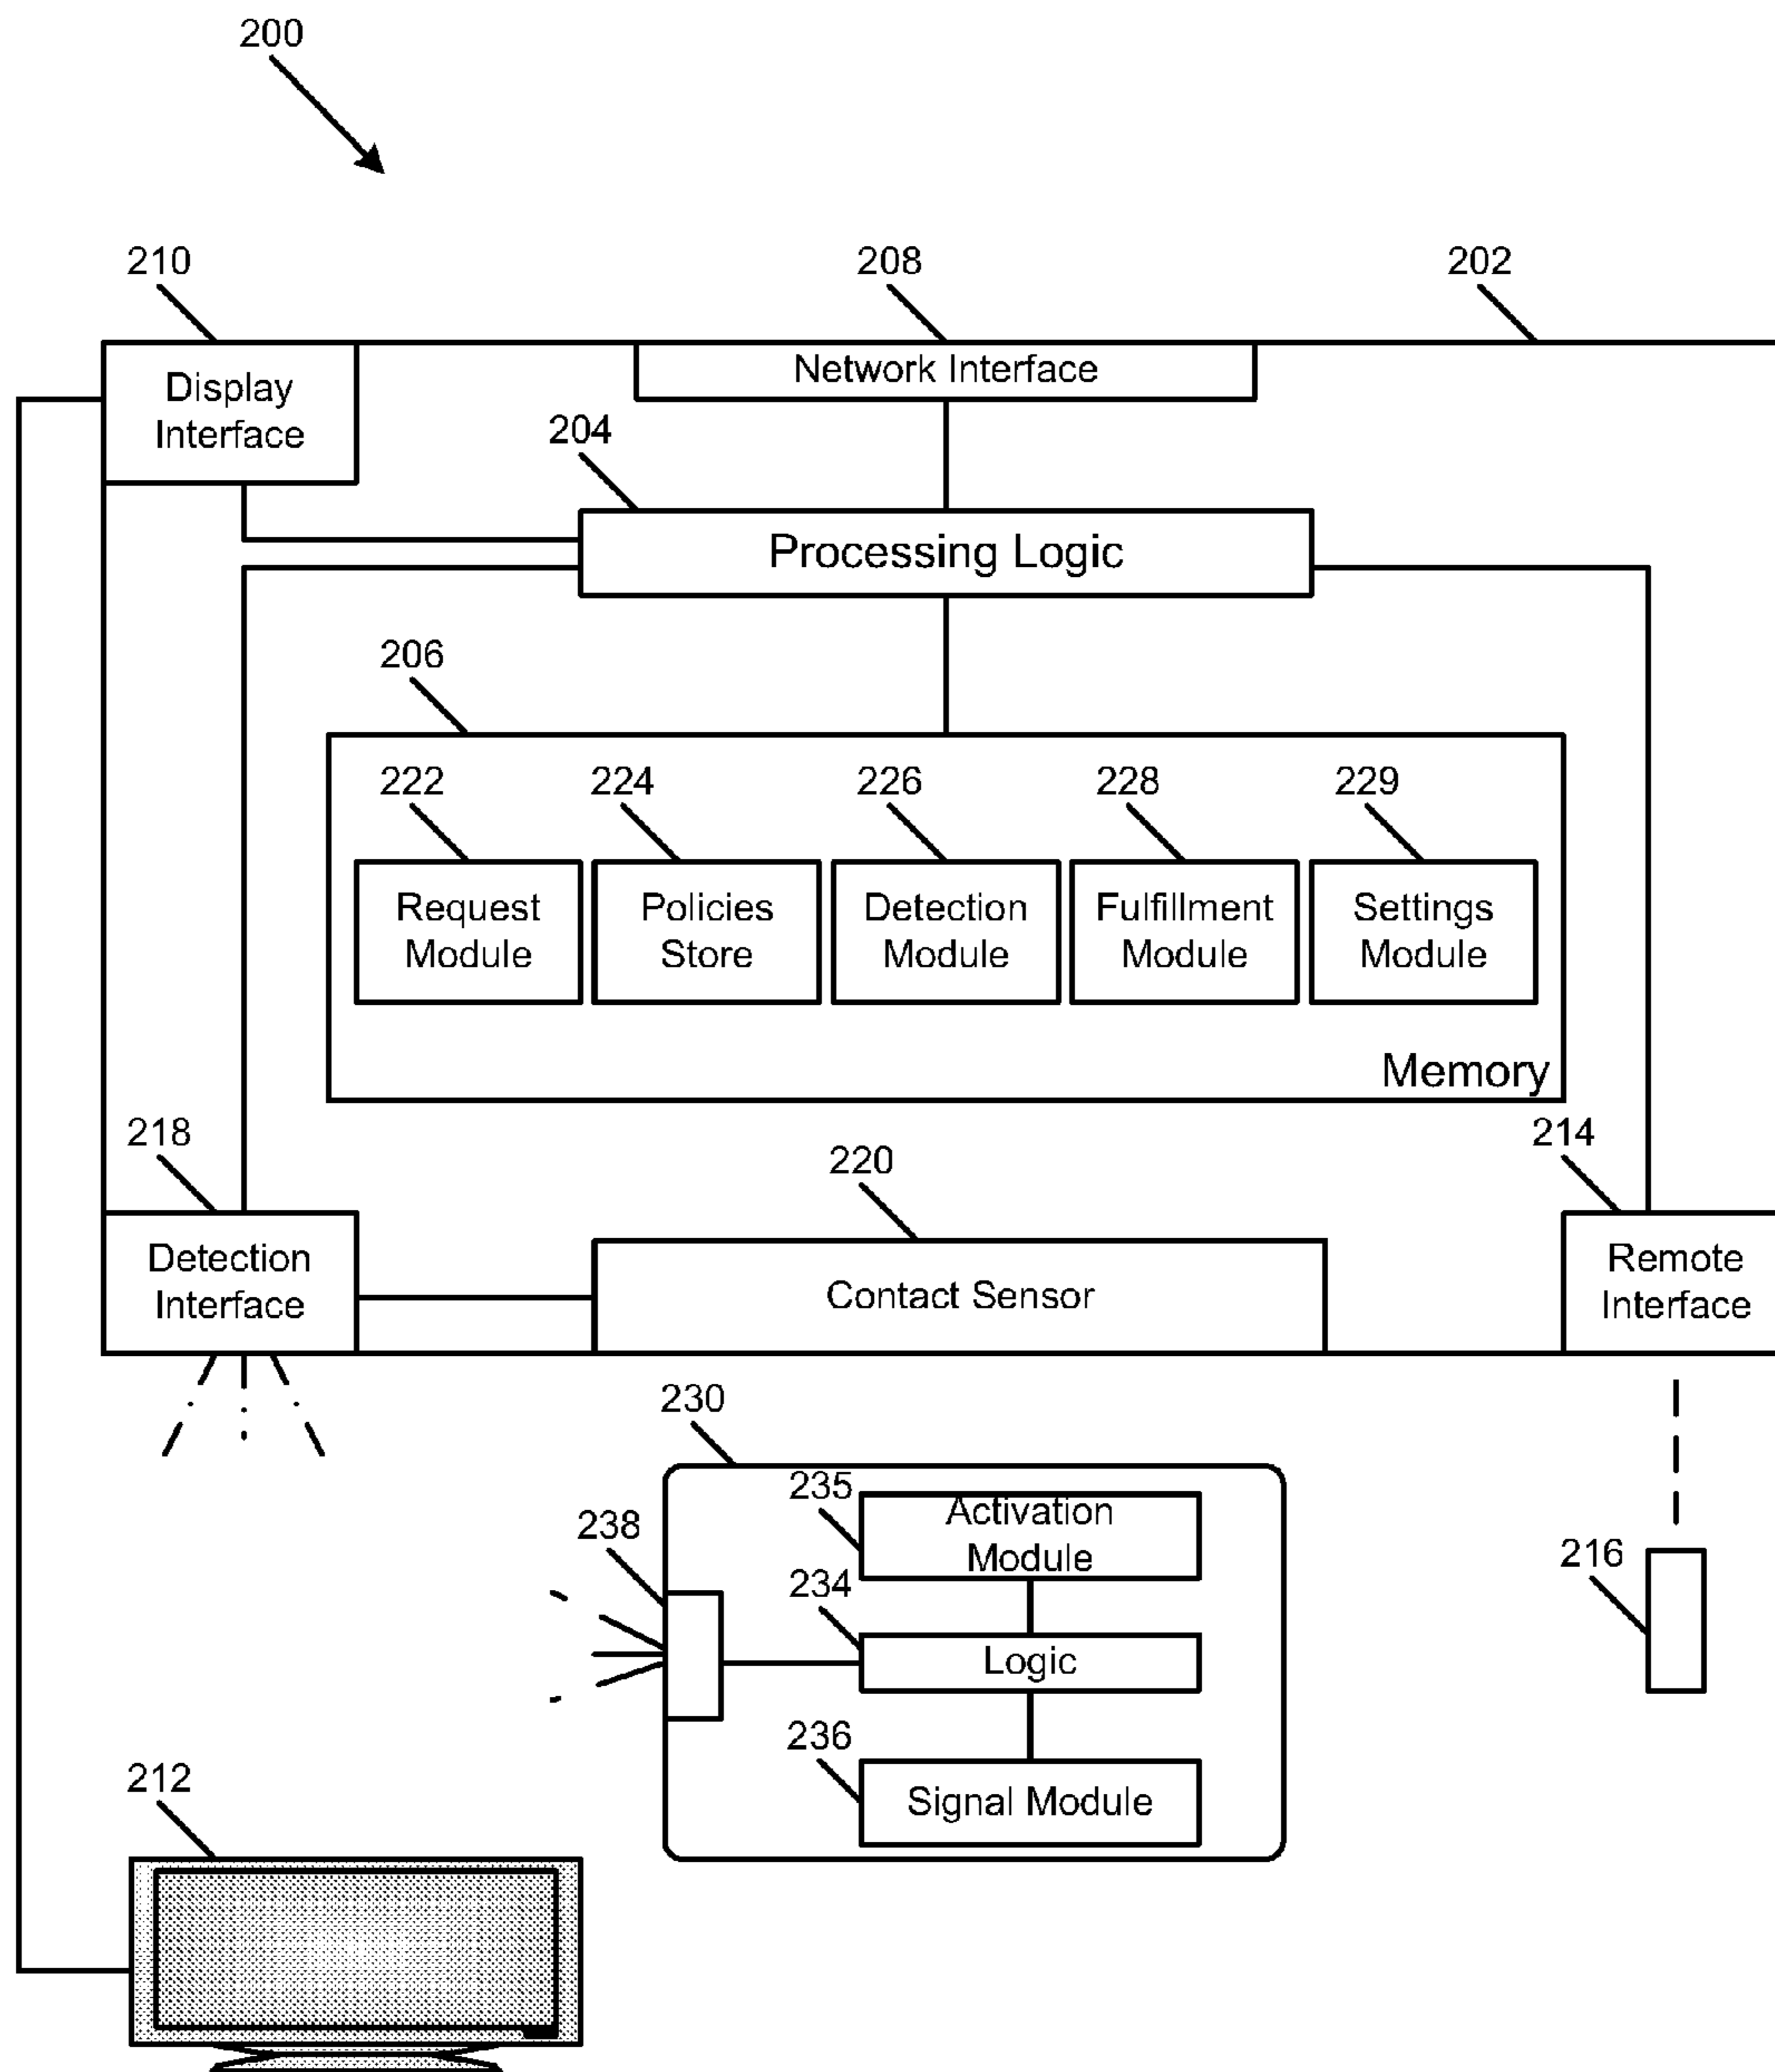 200
210
208
202
Display
Interface
Network Interface
204
Processing Logic
206
222
224
226
228
229
Request
Module
Policies
Store
Detection
Module
Fulfillment
Module
Settings
Module
Memory
218
220
214
Detection
Interface
Contact Sensor
Remote
Interface
230
235
Activation
Module
238
216
234
Logic
236
Signal Module
212